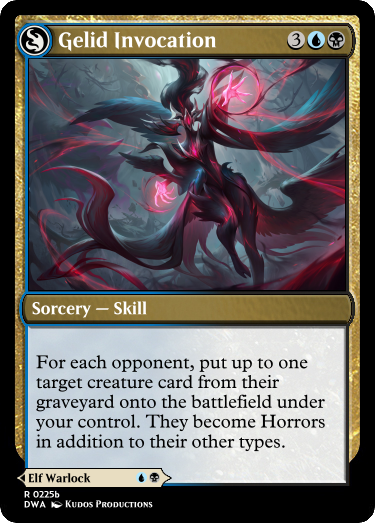 Gelid Invocation 3
Sorcery — Skill
For each opponent, put up to one
target creature card from their
graveyard onto the battlefield under
your control. They become Horrors
in addition to their other types.
Elf Warlock
R 0225b
DWA Kudos Productions